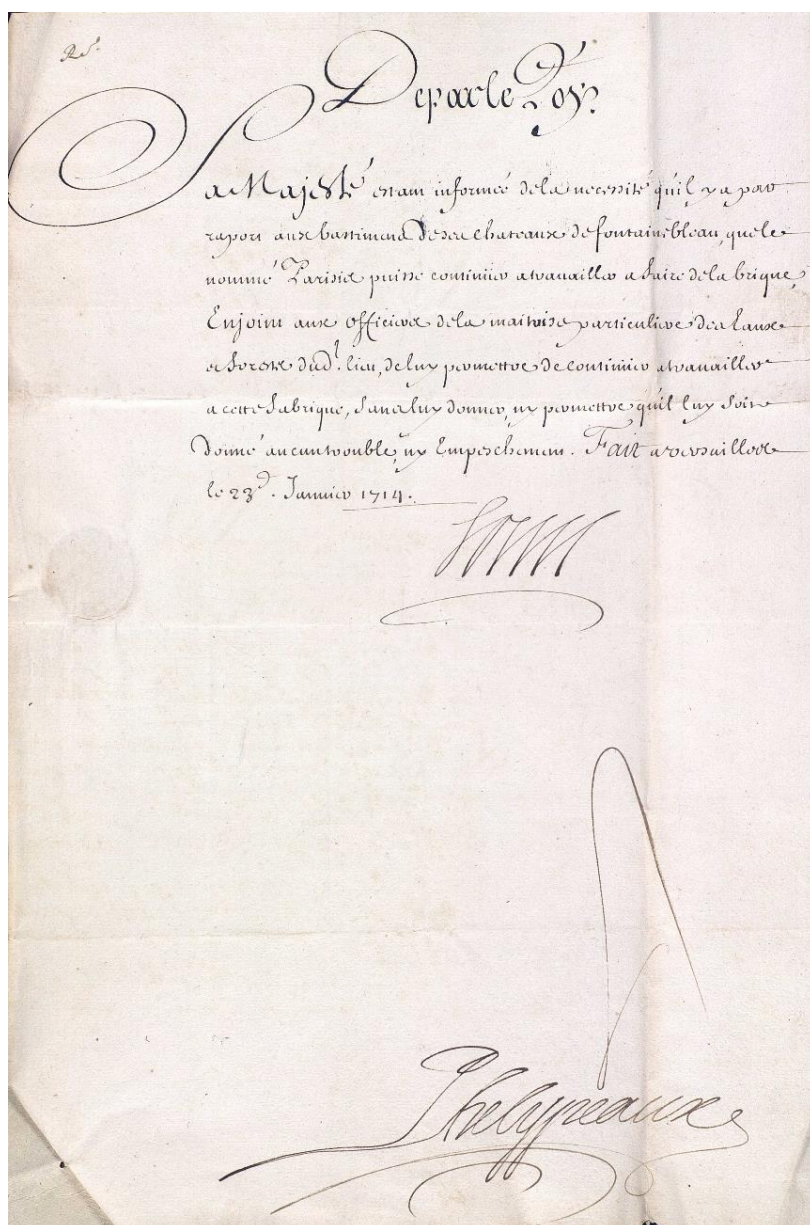 De par le Roy.
Sa Majesté estant informée de la necessité qu'il y a par
raport aux bastimens de ses chateaux de fontainebleau, que le
nommé Parisis puisse continuer a travailler a faire de la brique,
Enjoint aux Officiers de la maitrise particuliere des Eaux
et forests dud. lieu, de luy permettre de continuer a travailler
a cette fabrique, sans luy donner, ny permettre qu'il luy soit
donné aucun trouble, ny Empeschement. Fait a versailles
le 23e. Janvier 1714.
Louis
Phelypeaux